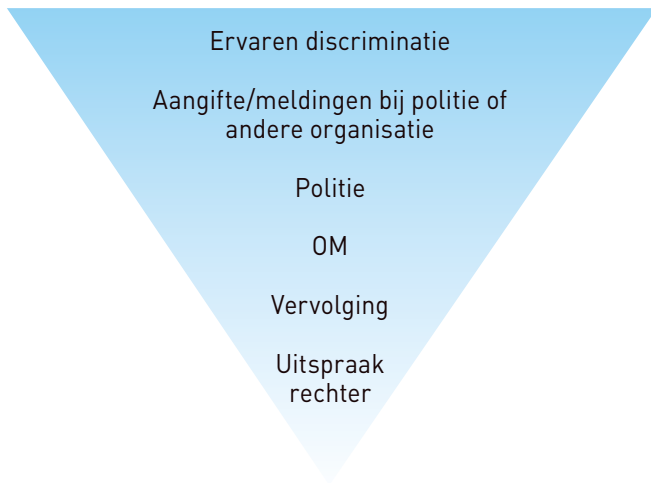 Ervaren discriminatie
Aangifte/meldingen bij politie of
andere organisatie
Politie
OM
Vervolging
Uitspraak
rechter